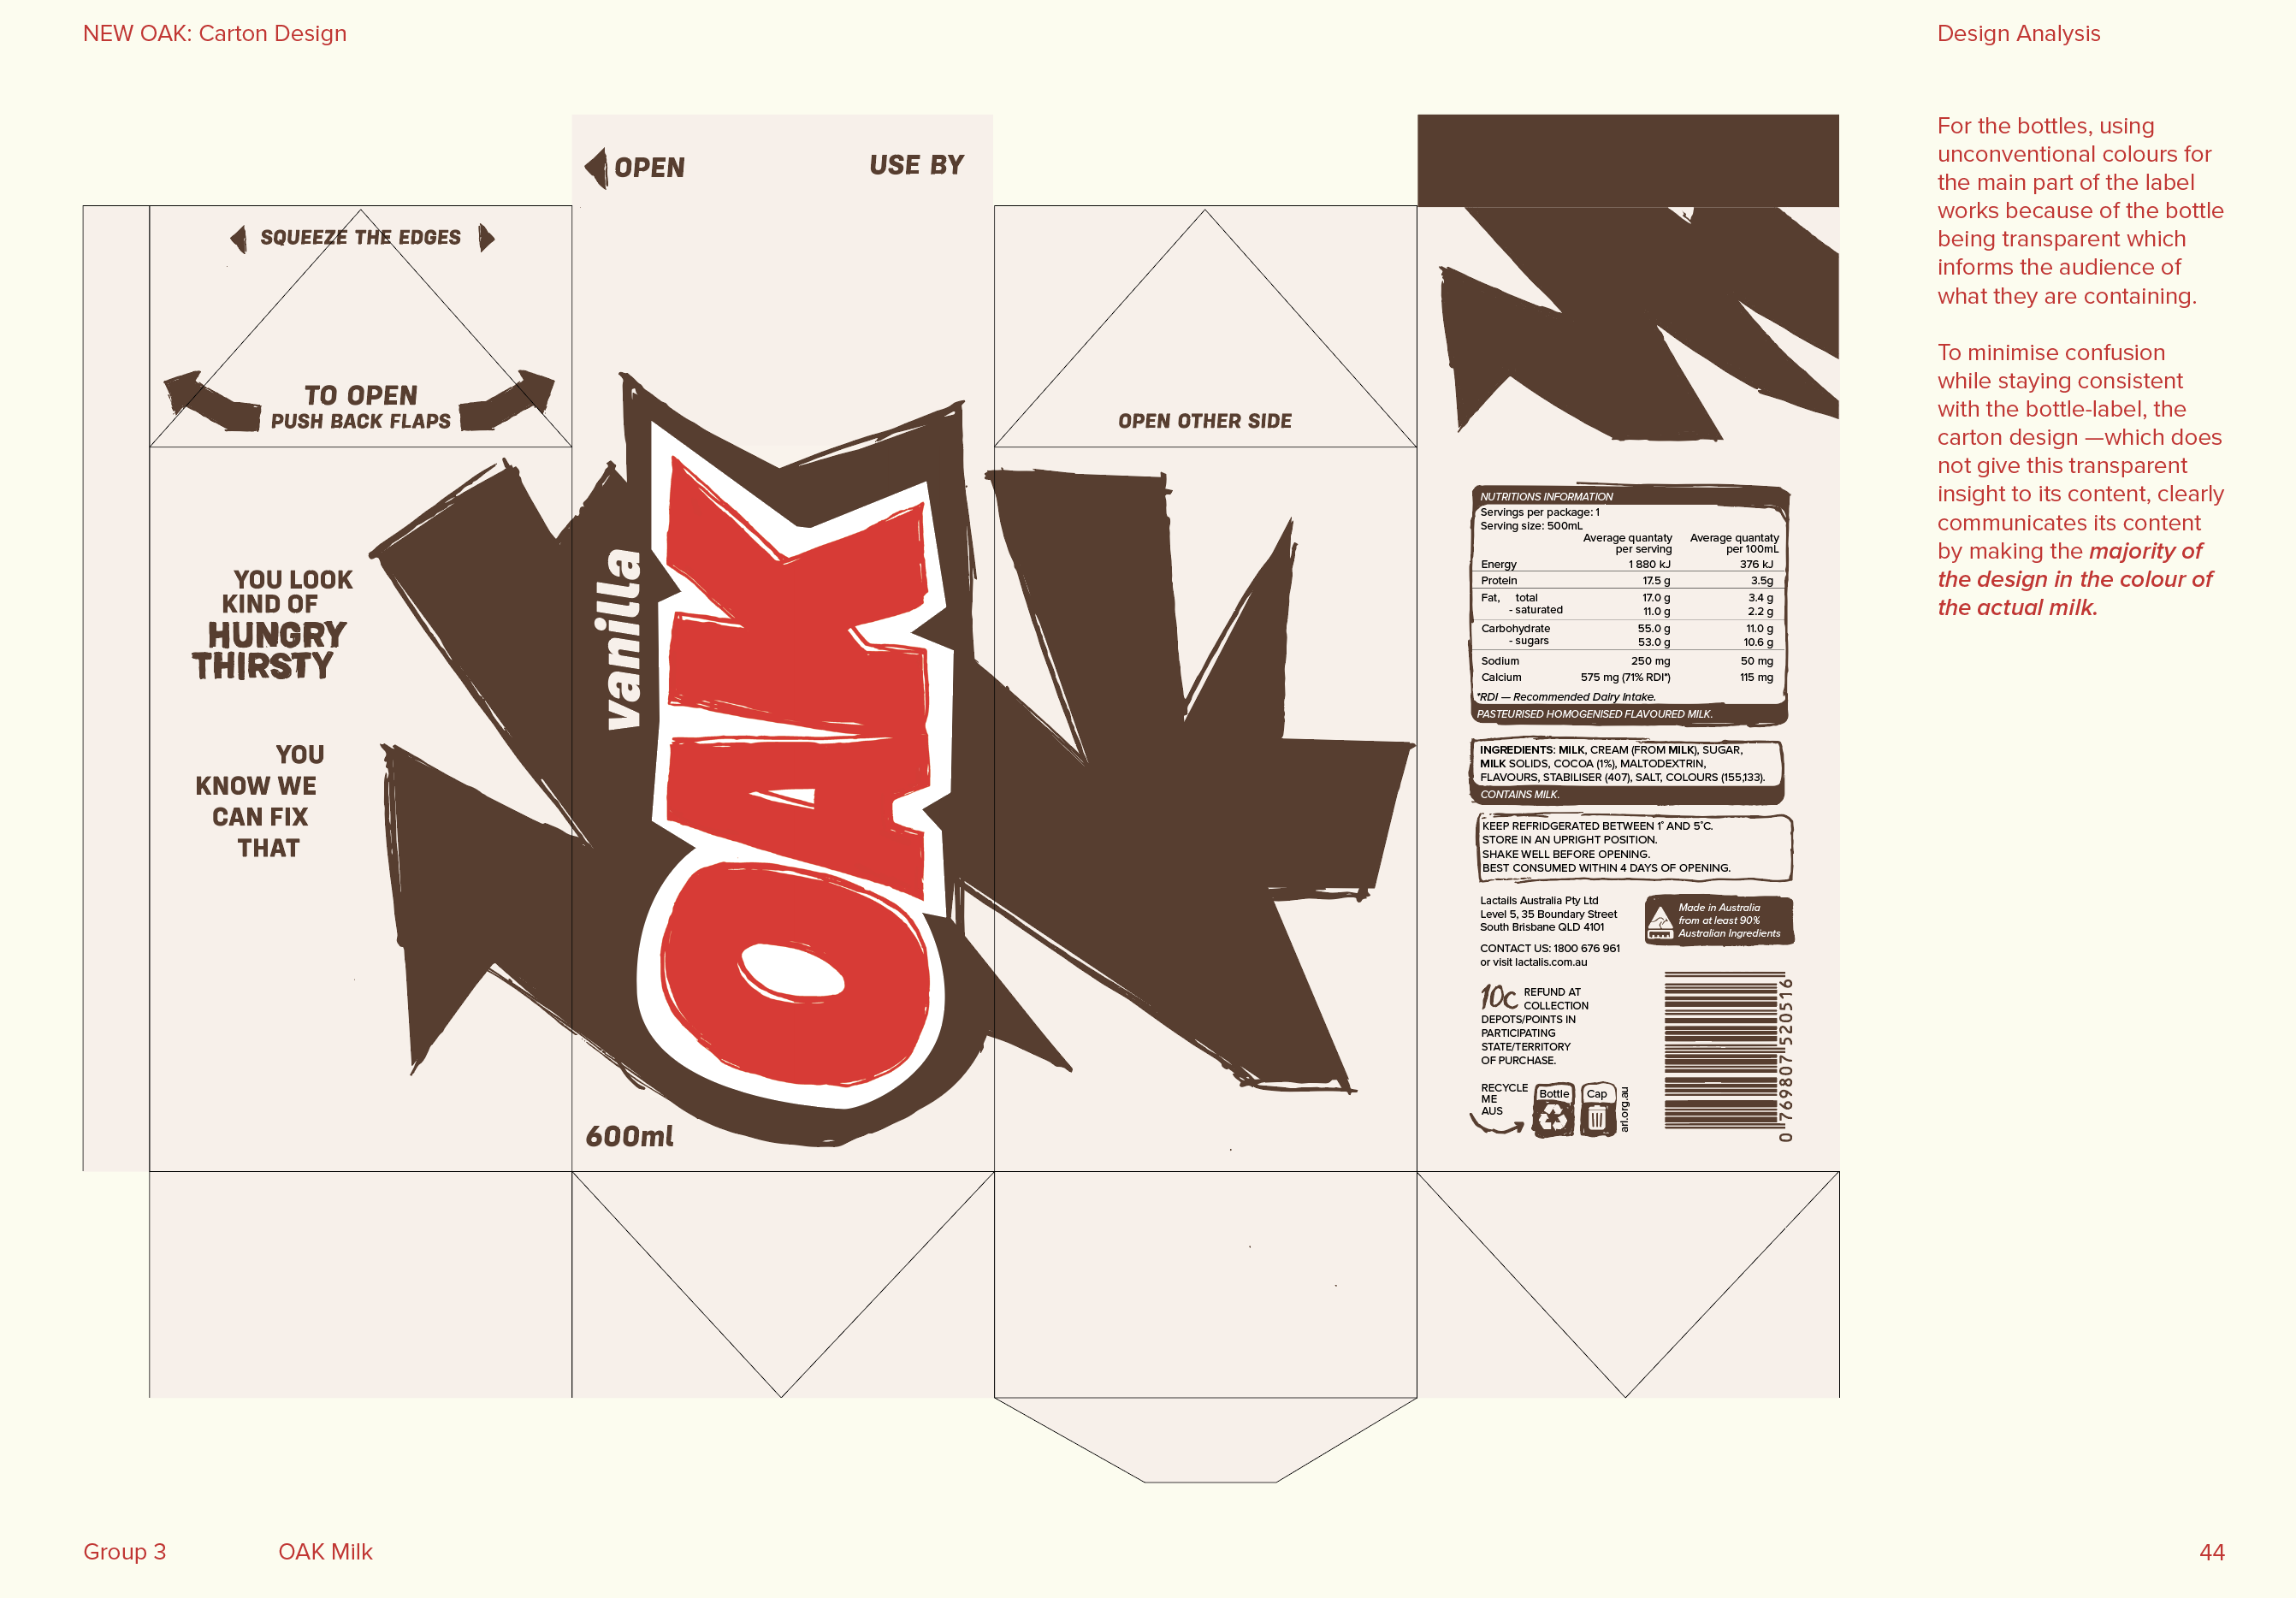 NEW OAK: Carton Design
Design Analysis
OPEN
USE BY
SQUEEZE THE EDGES
TO OPEN
PUSH BACK FLAPS
OPEN OTHER SIDE
YOU LOOK
KIND OF
HUNGRY
THIRSTY
YOU
KNOW WE
CAN FIX
THAT
vanilla
OAK
600ml
NUTRITIONS INFORMATION
Servings per package: 1
Serving size: 500mL
Average quantaty per serving Average quantaty per 100mL
Energy 1 880 kJ 376 kJ
Protein 17.5 g 3.5g
Fat, total 17.0 g 3.4 g
- saturated 11.0 g 2.2 g
Carbohydrate 55.0 g 11.0 g
- sugars 53.0 g 10.6 g
Sodium 250 mg 50 mg
Calcium 575 mg (71% RDI*) 115 mg
*RDI — Recommended Dairy Intake.
PASTEURISED HOMOGENISED FLAVOURED MILK.
INGREDIENTS: MILK, CREAM (FROM MILK), SUGAR,
MILK SOLIDS, COCOA (1%), MALTODEXTRIN,
FLAVOURS, STABILISER (407), SALT, COLOURS (155,133).
CONTAINS MILK.
KEEP REFRIDGERATED BETWEEN 1° AND 5°C.
STORE IN AN UPRIGHT POSITION.
SHAKE WELL BEFORE OPENING.
BEST CONSUMED WITHIN 4 DAYS OF OPENING.
Lactails Australia Pty Ltd
Level 5, 35 Boundary Street
South Brisbane QLD 4101
CONTACT US: 1800 676 961
or visit lactalis.com.au
Made in Australia
from at least 90%
Australian Ingredients
10c REFUND AT
COLLECTION
DEPOTS/POINTS IN
PARTICIPATING
STATE/TERRITORY
OF PURCHASE.
RECYCLE
ME
AUS
Bottle
Cap
arl.org.au
0 769807 520516
For the bottles, using
unconventional colours for
the main part of the label
works because of the bottle
being transparent which
informs the audience of
what they are containing.
To minimise confusion
while staying consistent
with the bottle-label, the
carton design —which does
not give this transparent
insight to its content, clearly
communicates its content
by making the majority of
the design in the colour of
the actual milk.
Group 3
OAK Milk
44